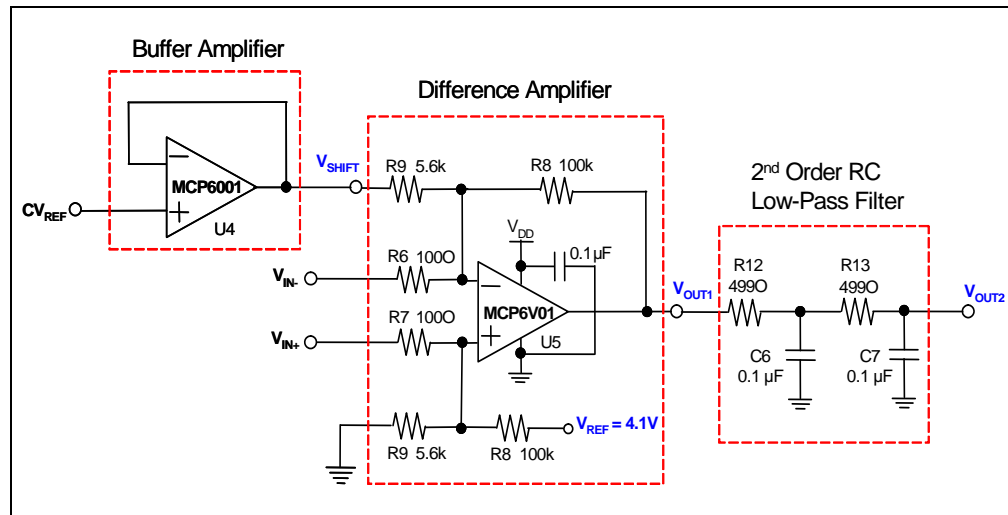 Buffer Amplifier
MCP6001
U4
CVREF
VSHIFT
Difference Amplifier
R9 5.6k
R8 100k
VDD
0.1µF
R6 100O
VIN-
R7 100O
VIN+
MCP6V01
U5
VOUT1
R9 5.6k
R8 100k
VREF = 4.1V
2nd Order RC
Low-Pass Filter
R12
499O
R13
499O
VOUT2
C6
0.1 µF
C7
0.1 µF